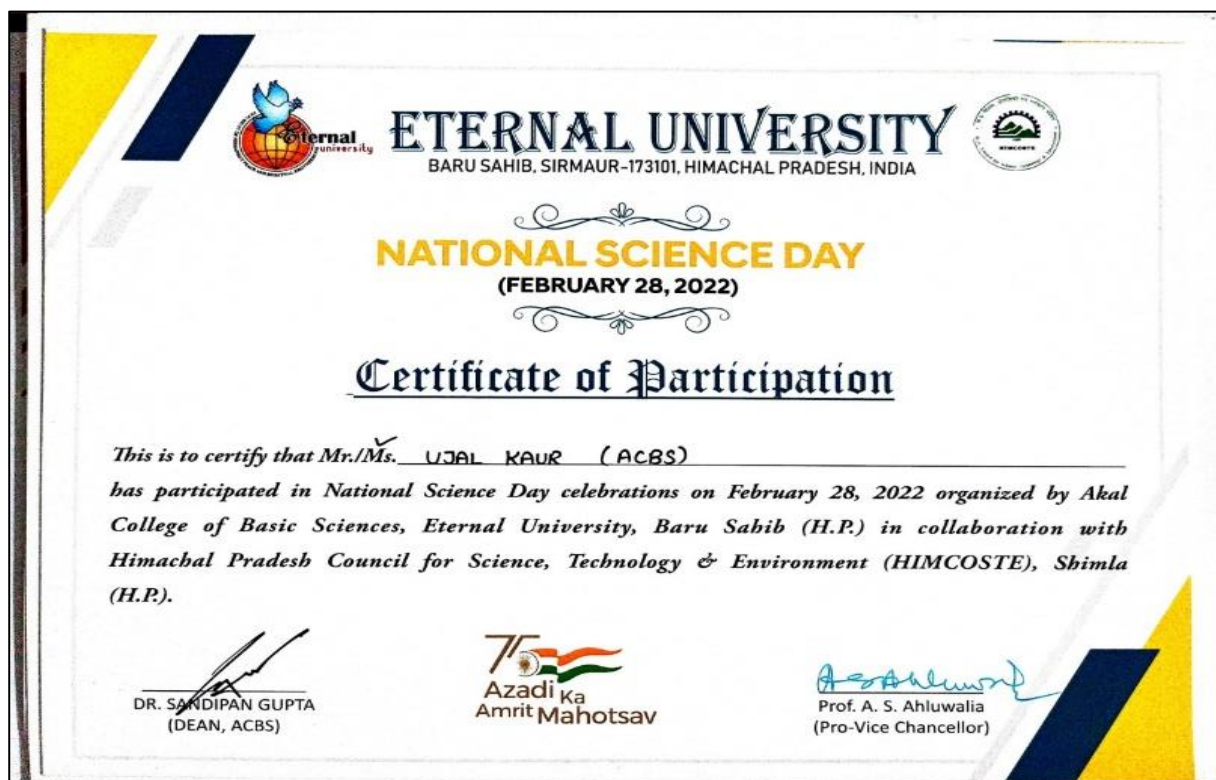 Eternal
university
ETERNAL UNIVERSITY
BARU SAHIB, SIRMAUR-173101, HIMACHAL PRADESH, INDIA
HIMCOSTE
NATIONAL SCIENCE DAY
(FEBRUARY 28, 2022)
Certificate of Participation
This is to certify that Mr./Ms. UJAL KAUR (ACBS)
has participated in National Science Day celebrations on February 28, 2022 organized by Akal
College of Basic Sciences, Eternal University, Baru Sahib (H.P.) in collaboration with
Himachal Pradesh Council for Science, Technology & Environment (HIMCOSTE), Shimla
(H.P.).
DR. SANDIPAN GUPTA
(DEAN, ACBS)
75
Azadi Ka
Amrit Mahotsav
A S Ahluwalia
Prof. A. S. Ahluwalia
(Pro-Vice Chancellor)